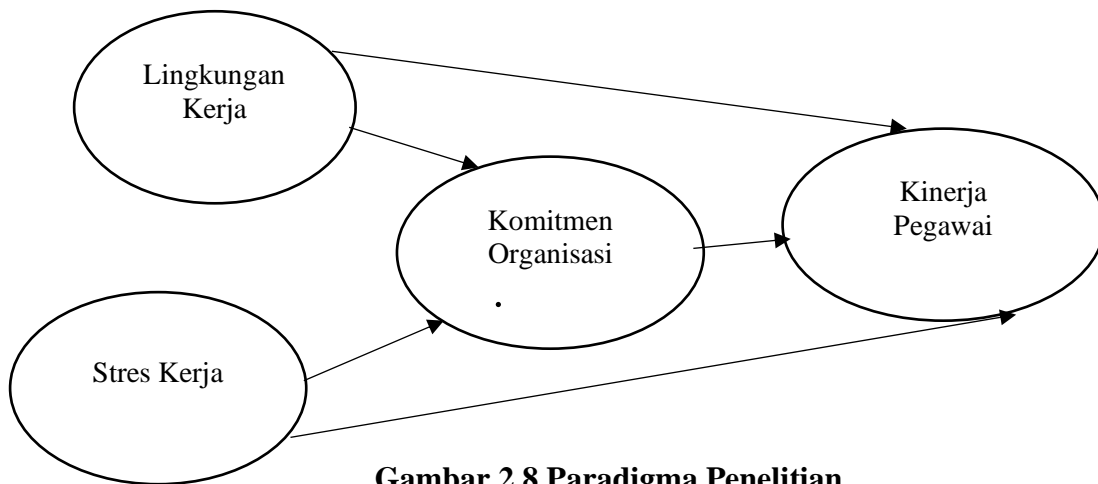 Lingkungan
Kerja
Komitmen
Organisasi
.
Kinerja
Pegawai
Stres Kerja
Gambar 2.8 Paradigma Penelitian